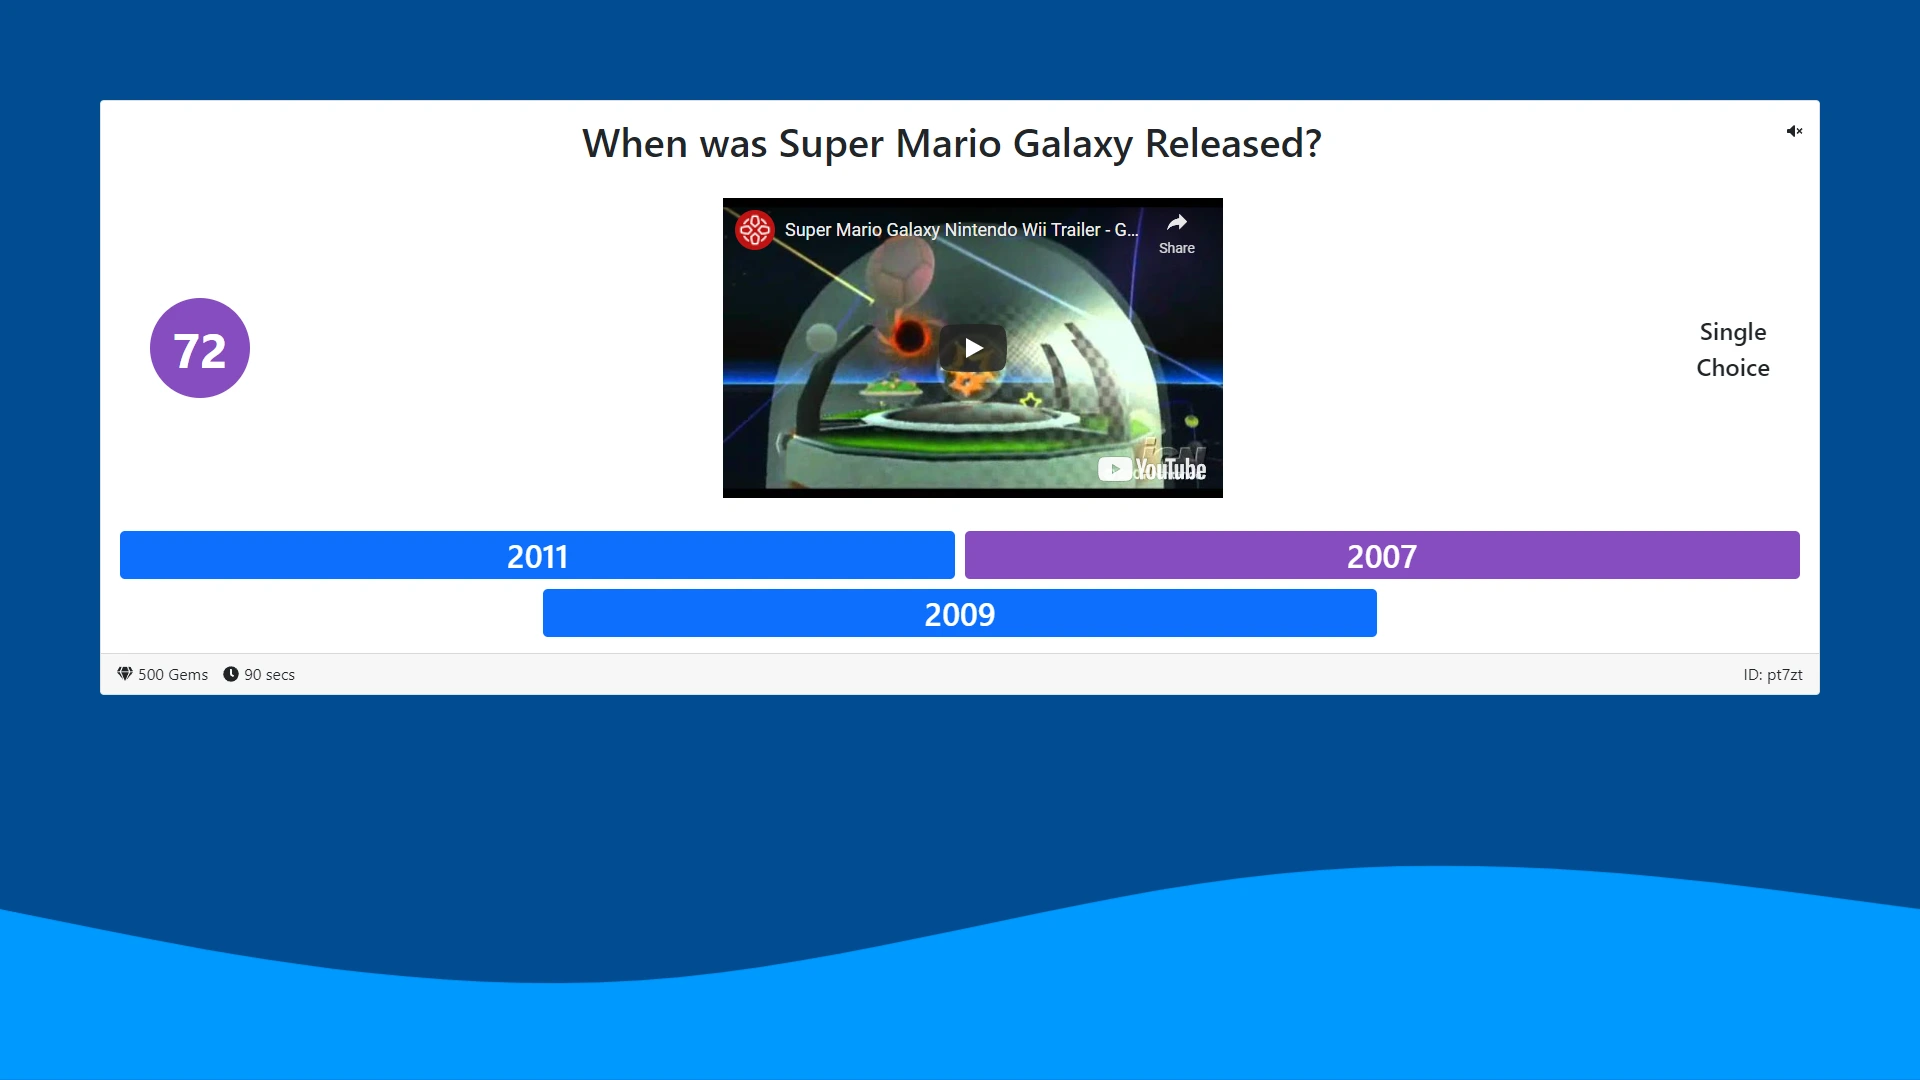 When was Super Mario Galaxy Released?
Super Mario Galaxy Nintendo Wii Trailer - G...
Share
72
Single
Choice
YouTube
2011
2007
2009
500 Gems
90 secs
ID: pt7zt